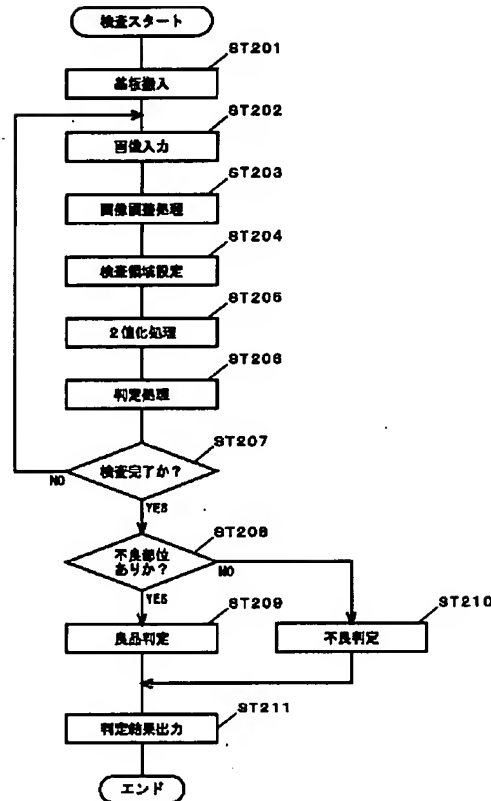 検査スタート
ST201
基板搬入
ST202
画像入力
ST203
画像調整処理
ST204
検査領域設定
ST205
2値化処理
ST206
判定処理
ST207
検査完了か?
NO
YES
ST208
不良部位
ありか?
NO
YES
ST209
良品判定
ST210
不良判定
ST211
判定結果出力
エンド